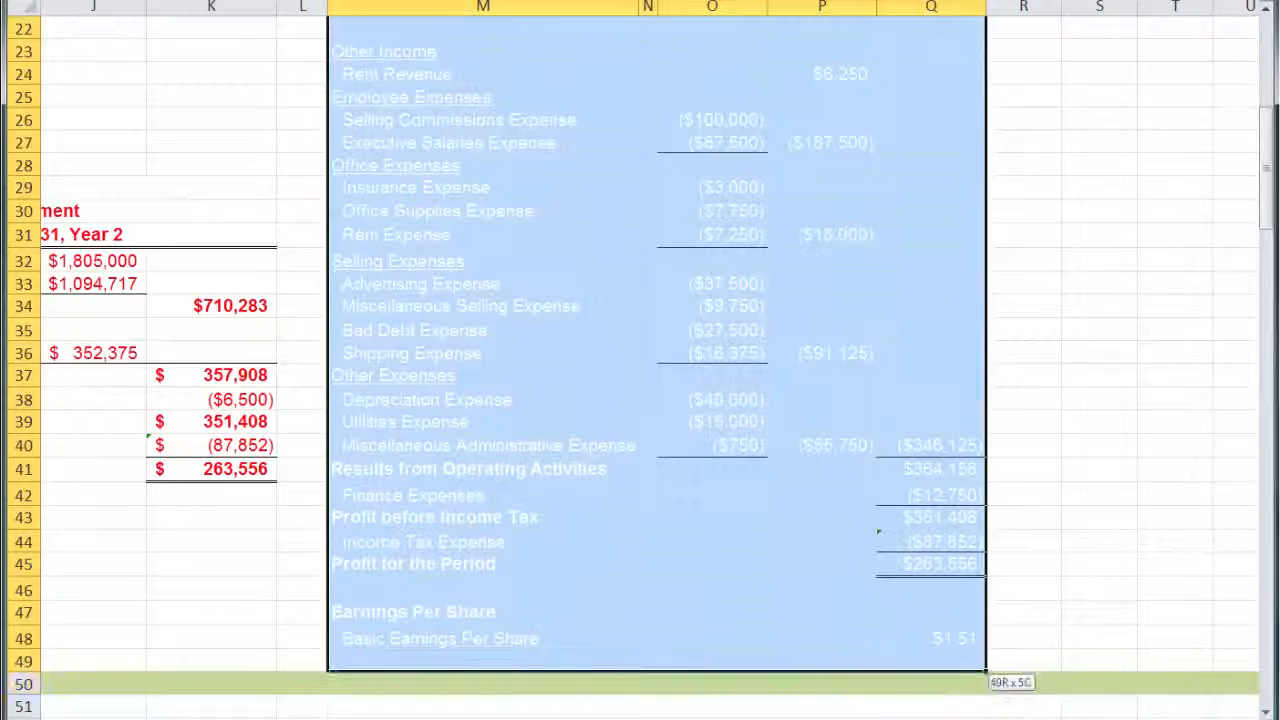 J K L M N O P Q R S T U
22
23 Other Income
24 Rent Revenue $6,250
25 Employee Expenses
26 Selling Commissions Expense ($100,000)
27 Executive Salaries Expense ($87,500) ($187,500)
28 Office Expenses
29 Insurance Expense ($3,000)
30 ment Office Supplies Expense ($7,750)
31 31, Year 2 Rent Expense ($7,250) ($18,000)
32 $1,805,000 Selling Expenses
33 $1,094,717 Advertising Expense ($37,500)
34 $710,283 Miscellaneous Selling Expense ($9,750)
35 Bad Debt Expense ($27,500)
36 $ 352,375 Shipping Expense ($16,375) ($91,125)
37 $ 357,908 Other Expenses
38 ($6,500) Depreciation Expense ($40,000)
39 $ 351,408 Utilities Expense ($15,000)
40 $ (87,852) Miscellaneous Administrative Expense ($750) ($55,750) ($346,125)
41 $ 263,556 Results from Operating Activities $364,158
42 Finance Expenses ($12,750)
43 Profit before Income Tax $351,408
44 Income Tax Expense ($87,852)
45 Profit for the Period $263,556
46
47 Earnings Per Share
48 Basic Earnings Per Share $1.51
49
50 49R x 5C
51